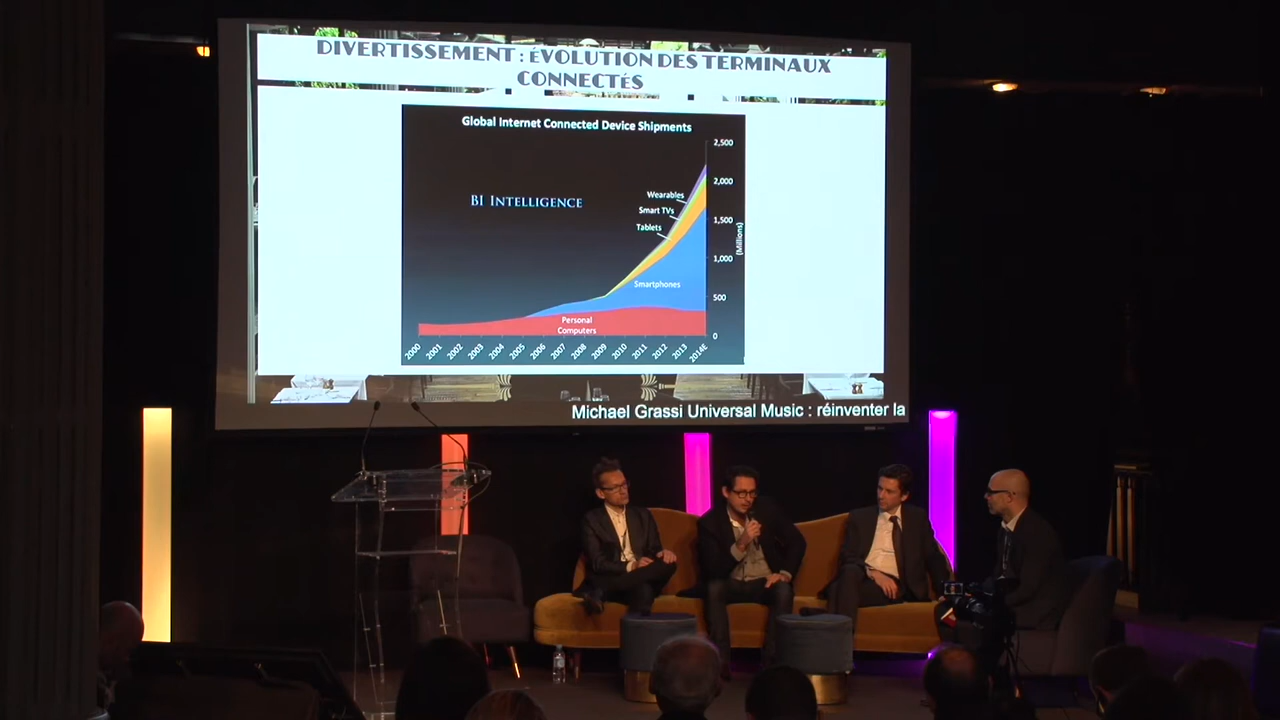 DIVERTISSEMENT : ÉVOLUTION DES TERMINAUX
CONNECTÉS
Global Internet Connected Device Shipments
BI INTELLIGENCE
2,500
2,000
1,500
1,000
500
0
(Millions)
Wearables
Smart TVs
Tablets
Smartphones
Personal
Computers
2000 2001 2002 2003 2004 2005 2006 2007 2008 2009 2010 2011 2012 2013 2014E
Michael Grassi Universal Music : réinventer la